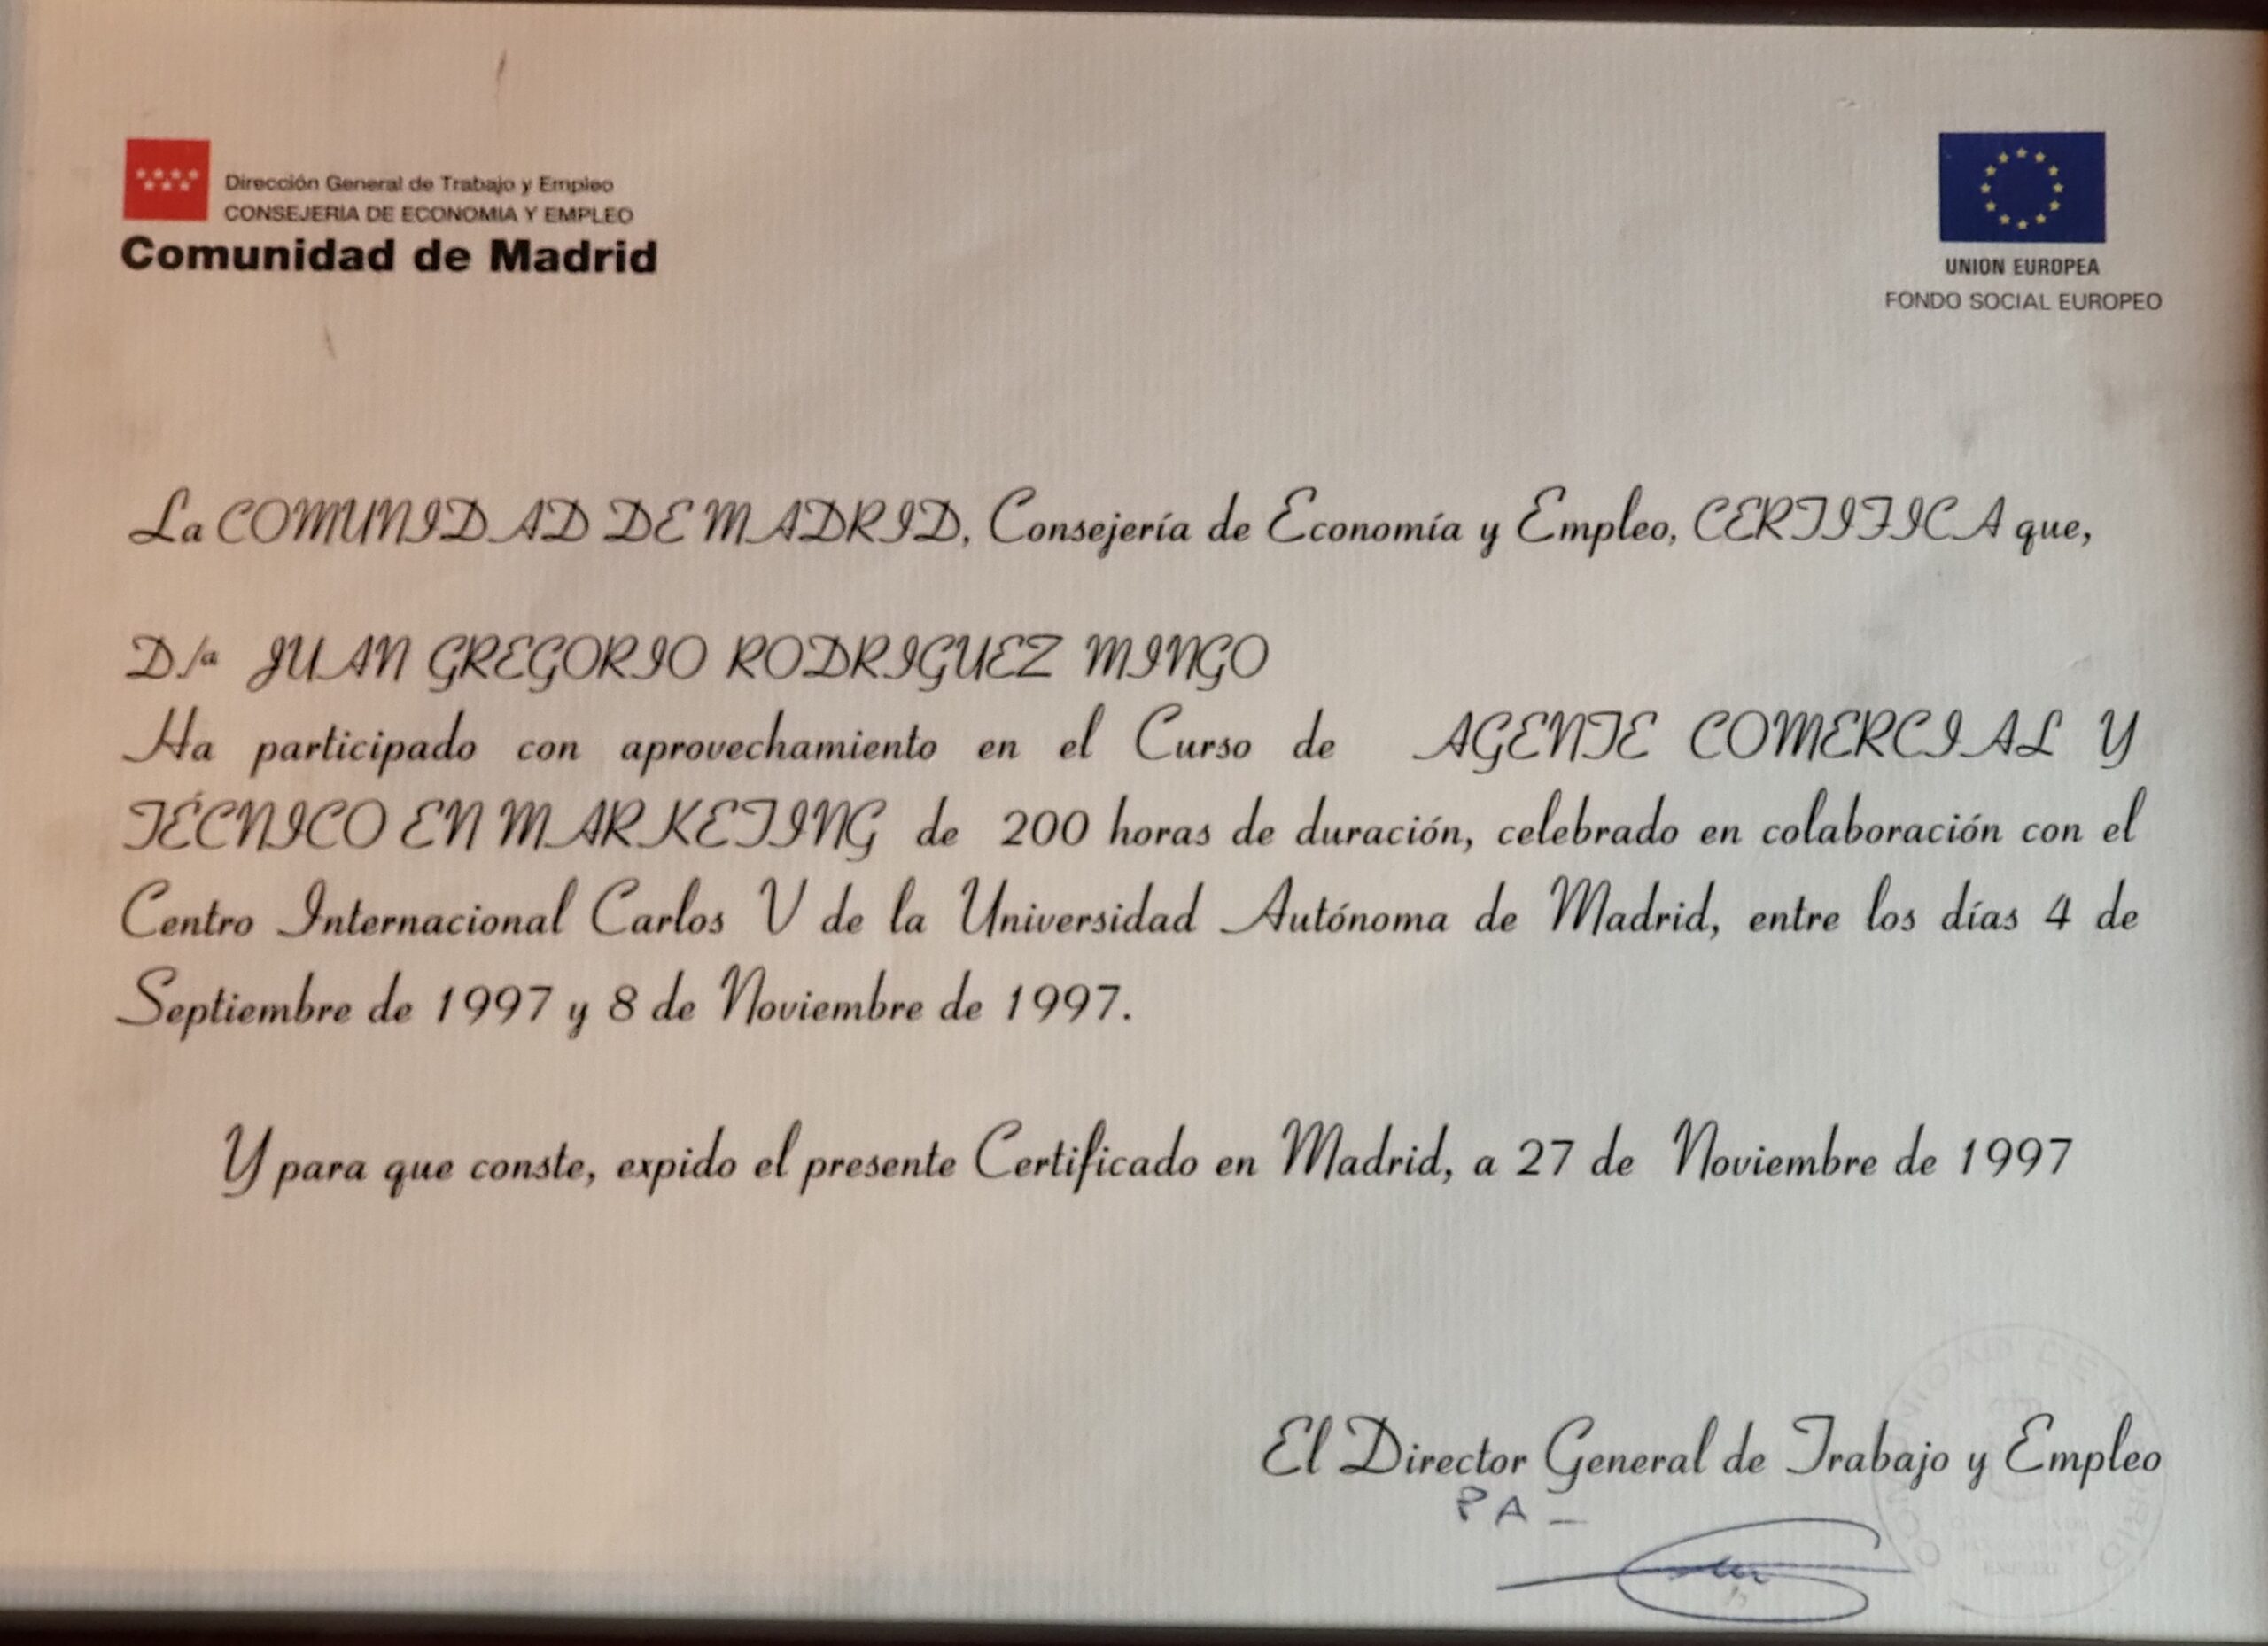 Dirección General de Trabajo y Empleo
CONSEJERIA DE ECONOMIA Y EMPLEO
Comunidad de Madrid
UNION EUROPEA
FONDO SOCIAL EUROPEO
La COMUNIDAD DE MADRID, Consejería de Economía y Empleo, CERTIFICA que,
D/ª JUAN GREGORIO RODRIGUEZ MINGO
Ha participado con aprovechamiento en el Curso de AGENTE COMERCIAL Y
TÉCNICO EN MARKETING de 200 horas de duración, celebrado en colaboración con el
Centro Internacional Carlos V de la Universidad Autónoma de Madrid, entre los días 4 de
Septiembre de 1997 y 8 de Noviembre de 1997.
Y para que conste, expido el presente Certificado en Madrid, a 27 de Noviembre de 1997
El Director General de Trabajo y Empleo
PA_